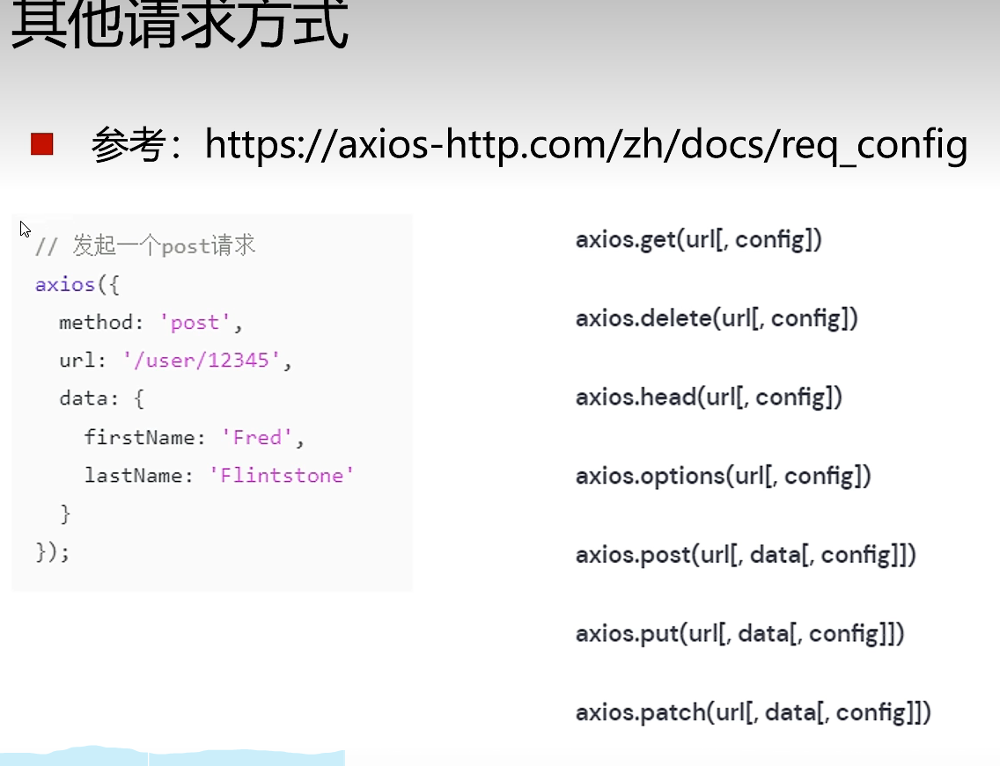 其他请求方式
参考：https://axios-http.com/zh/docs/req_config
// 发起一个post请求
axios({
  method: 'post',
  url: '/user/12345',
  data: {
    firstName: 'Fred',
    lastName: 'Flintstone'
  }
});
axios.get(url[, config])
axios.delete(url[, config])
axios.head(url[, config])
axios.options(url[, config])
axios.post(url[, data[, config]])
axios.put(url[, data[, config]])
axios.patch(url[, data[, config]])